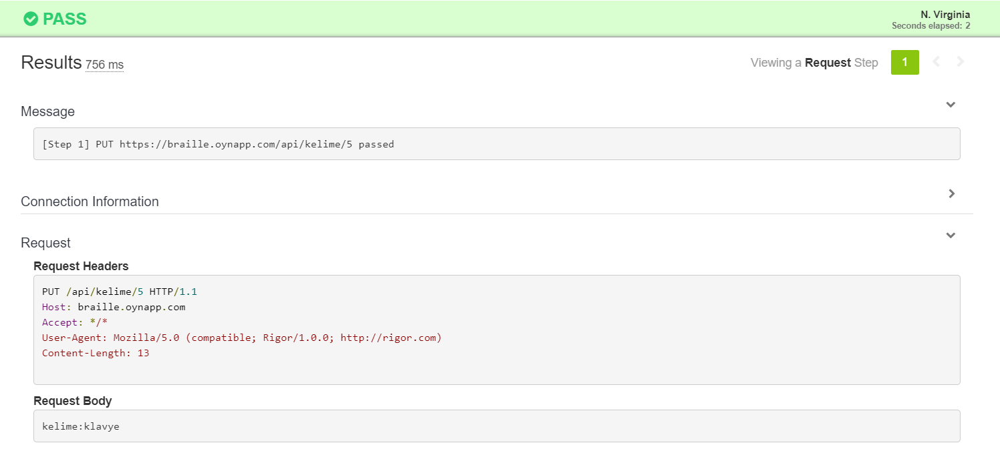 PASS
N. Virginia
Seconds elapsed: 2
Results 756 ms
Viewing a Request Step 1
Message
[Step 1] PUT https://braille.oynapp.com/api/kelime/5 passed
Connection Information
Request
Request Headers
PUT /api/kelime/5 HTTP/1.1
Host: braille.oynapp.com
Accept: */*
User-Agent: Mozilla/5.0 (compatible; Rigor/1.0.0; http://rigor.com)
Content-Length: 13
Request Body
kelime:klavye